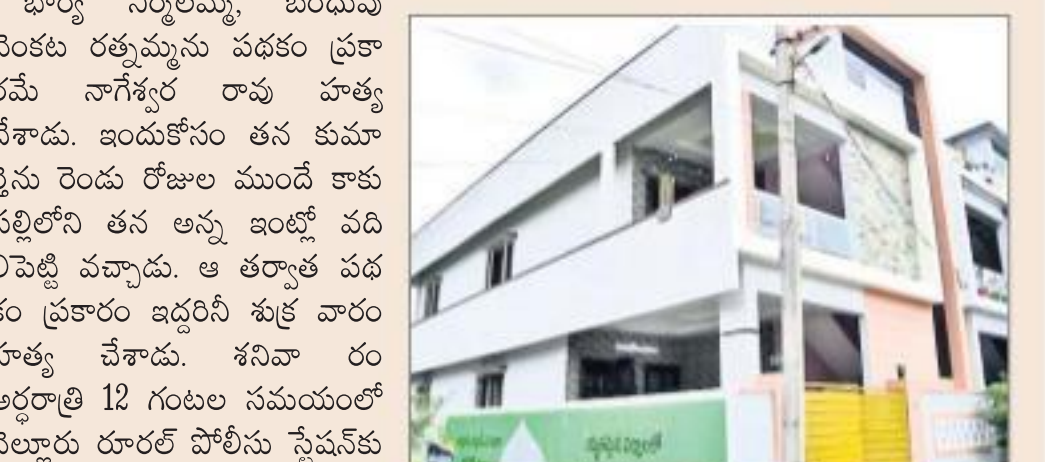 భార్య నిర్మలమ్మ, బంధువు
వెంకట రత్నమ్మను పథకం ప్రకా
రమే నాగేశ్వర రావు హత్య
చేశాడు. ఇందుకోసం తన కుమా
ర్తెను రెండు రోజుల ముందే కాకు
పల్లిలోని తన అన్న ఇంట్లో వది
లిపెట్టి వచ్చాడు. ఆ తర్వాత పథ
కం ప్రకారం ఇద్దరినీ శుక్ర వారం
హత్య చేశాడు. శనివా రం
అర్ధరాత్రి 12 గంటల సమయంలో
నెల్లూరు రూరల్ పోలీసు స్టేషన్‌కు